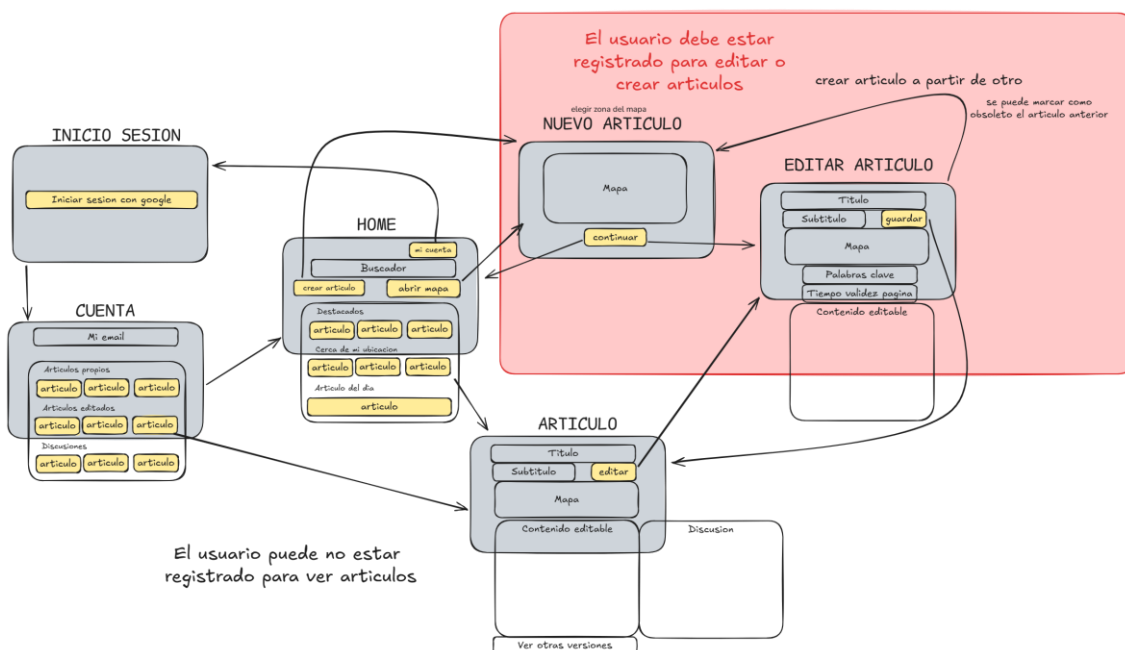 El usuario debe estar
registrado para editar o
crear articulos
crear articulo a partir de otro
se puede marcar como
obsoleto el articulo anterior
elegir zona del mapa
NUEVO ARTICULO
Mapa
continuar
EDITAR ARTICULO
Titulo
Subtitulo
guardar
Mapa
Palabras clave
Tiempo validez pagina
Contenido editable
INICIO SESION
Iniciar sesion con google
HOME
mi cuenta
Buscador
crear articulo
abrir mapa
Destacados
articulo articulo articulo
Cerca de mi ubicacion
articulo articulo articulo
Articulo del dia
articulo
CUENTA
Mi email
Articulos propios
articulo articulo articulo
Articulos editados
articulo articulo articulo
Discusiones
articulo articulo articulo
ARTICULO
Titulo
Subtitulo
editar
Mapa
Contenido editable
Discusion
Ver otras versiones
El usuario puede no estar
registrado para ver articulos